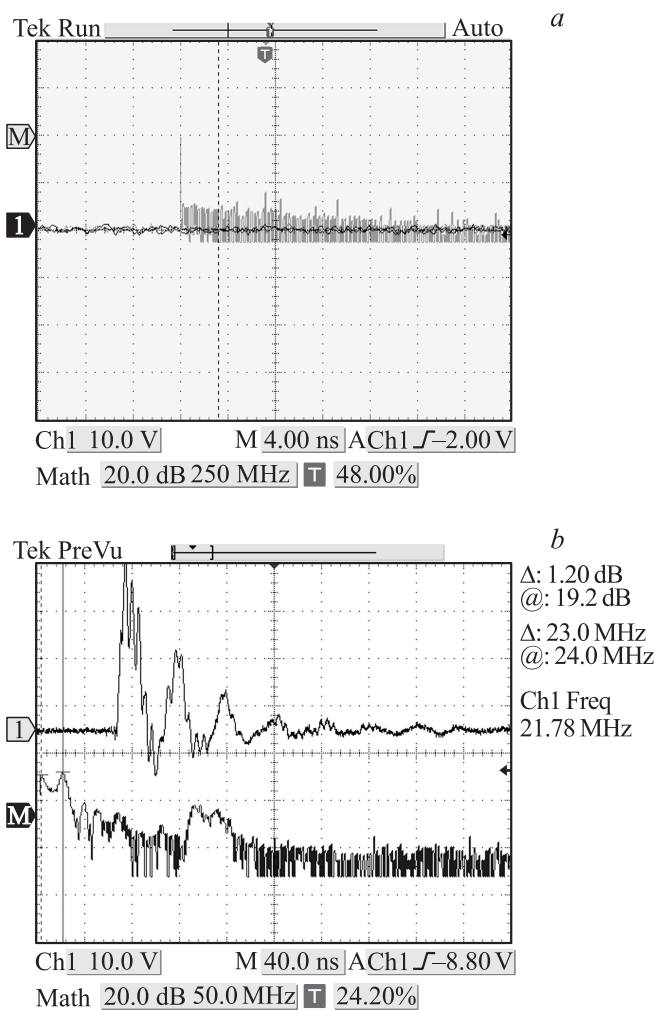 Tek Run Auto a
T
T
M
1
Ch1 10.0 V M 4.00 ns A Ch1 –2.00 V
Math 20.0 dB 250 MHz T 48.00%
Tek PreVu b
Δ: 1.20 dB
@: 19.2 dB
Δ: 23.0 MHz
@: 24.0 MHz
Ch1 Freq
21.78 MHz
1
M
Ch1 10.0 V M 40.0 ns A Ch1 –8.80 V
Math 20.0 dB 50.0 MHz T 24.20%